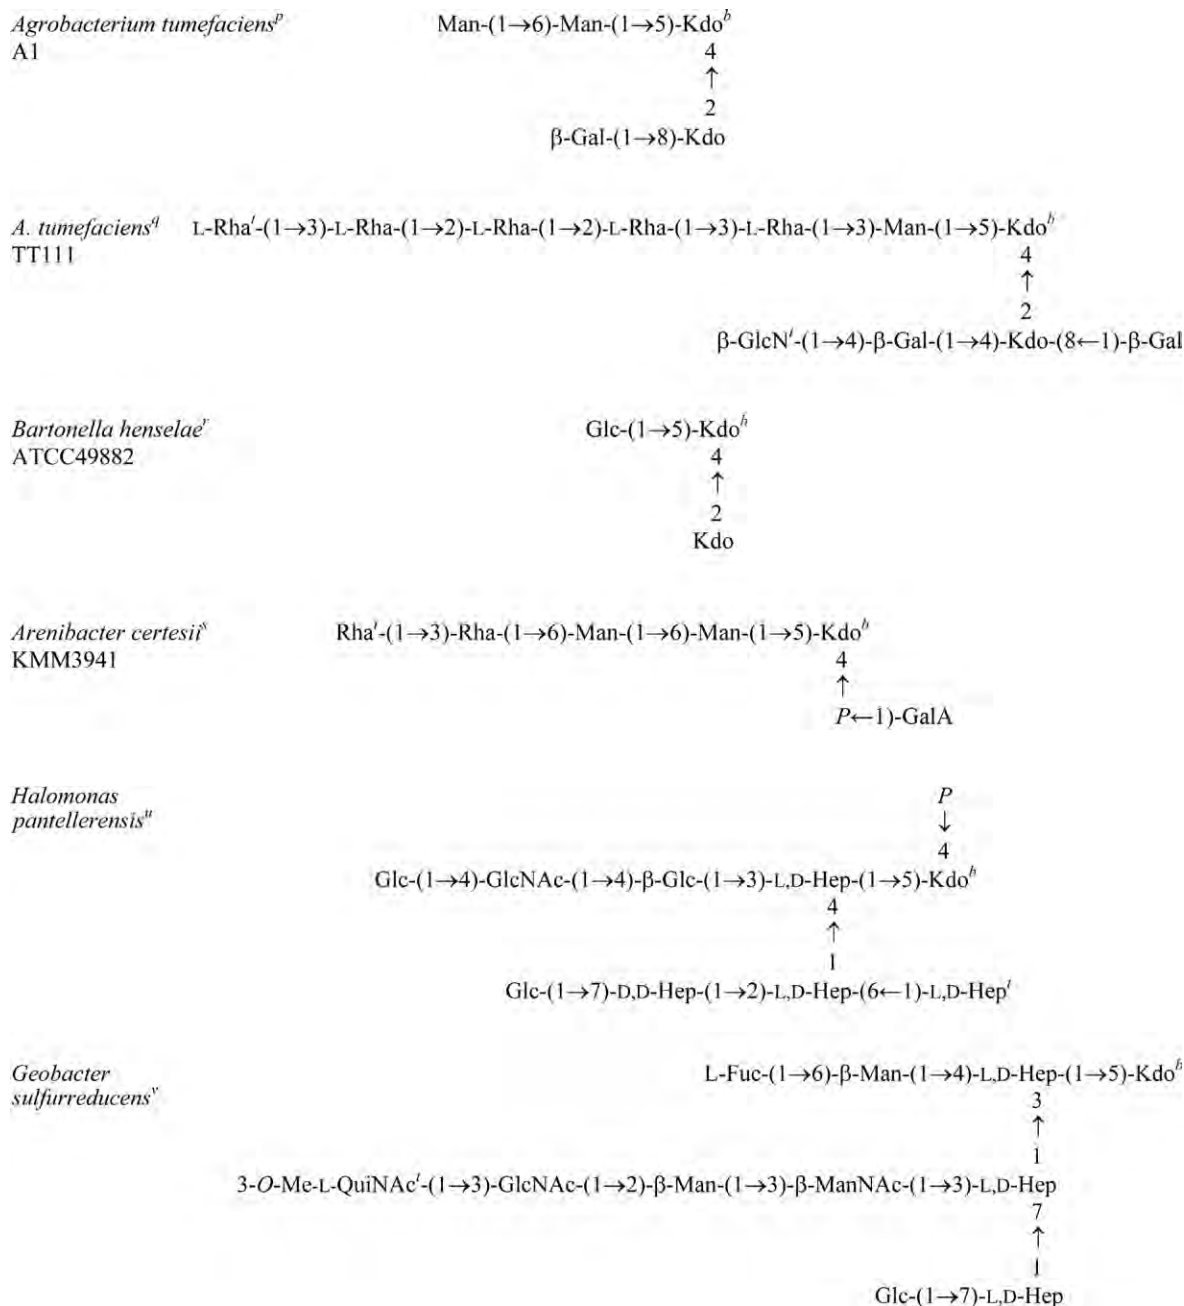 Agrobacterium tumefaciensᵖ Man-(1→6)-Man-(1→5)-Kdoʰ
A1 4
↑
2
β-Gal-(1→8)-Kdo
A. tumefaciens^q L-Rhaᵗ-(1→3)-L-Rha-(1→2)-L-Rha-(1→2)-L-Rha-(1→3)-L-Rha-(1→3)-Man-(1→5)-Kdoʰ
TT111 4
↑
2
β-GlcNᵗ-(1→4)-β-Gal-(1→4)-Kdo-(8←1)-β-Gal
Bartonella henselaeʳ Glc-(1→5)-Kdoʰ
ATCC49882 4
↑
2
Kdo
Arenibacter certesiiˢ Rhaᵗ-(1→3)-Rha-(1→6)-Man-(1→6)-Man-(1→5)-Kdoʰ
KMM3941 4
↑
P←1)-GalA
Halomonas P
pantellerensisᵘ ↓
4
Glc-(1→4)-GlcNAc-(1→4)-β-Glc-(1→3)-L,D-Hep-(1→5)-Kdoʰ
4
↑
1
Glc-(1→7)-D,D-Hep-(1→2)-L,D-Hep-(6←1)-L,D-Hepᵗ
Geobacter L-Fuc-(1→6)-β-Man-(1→4)-L,D-Hep-(1→5)-Kdoʰ
sulfurreducensᵛ 3
↑
1
3-O-Me-L-QuiNAcᵗ-(1→3)-GlcNAc-(1→2)-β-Man-(1→3)-β-ManNAc-(1→3)-L,D-Hep
7
↑
1
Glc-(1→7)-L,D-Hep